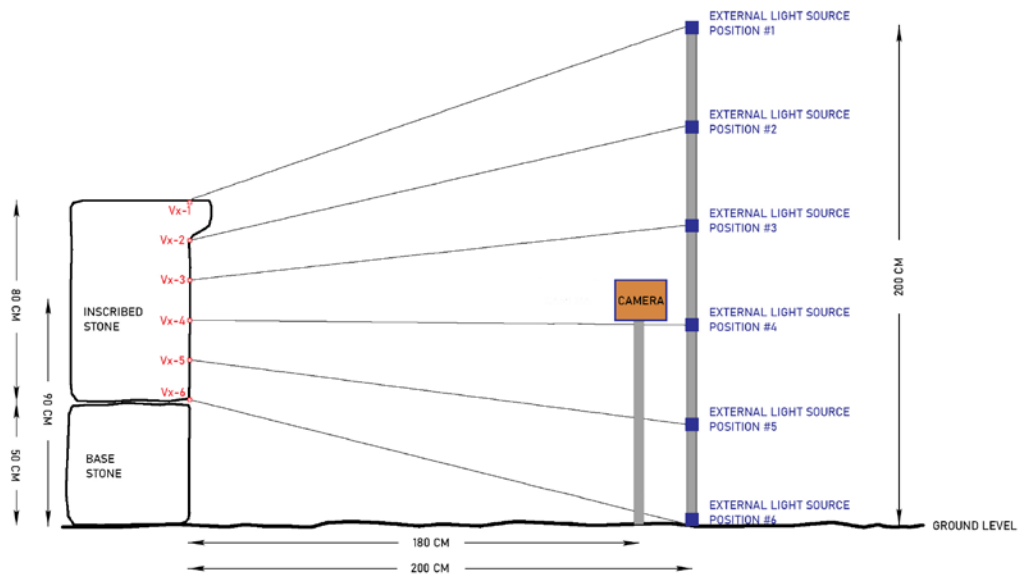 EXTERNAL LIGHT SOURCE
POSITION #1
EXTERNAL LIGHT SOURCE
POSITION #2
EXTERNAL LIGHT SOURCE
POSITION #3
EXTERNAL LIGHT SOURCE
POSITION #4
EXTERNAL LIGHT SOURCE
POSITION #5
EXTERNAL LIGHT SOURCE
POSITION #6
Vx-1
Vx-2
Vx-3
Vx-4
Vx-5
Vx-6
INSCRIBED
STONE
BASE
STONE
CAMERA
80 CM
90 CM
50 CM
200 CM
GROUND LEVEL
180 CM
200 CM